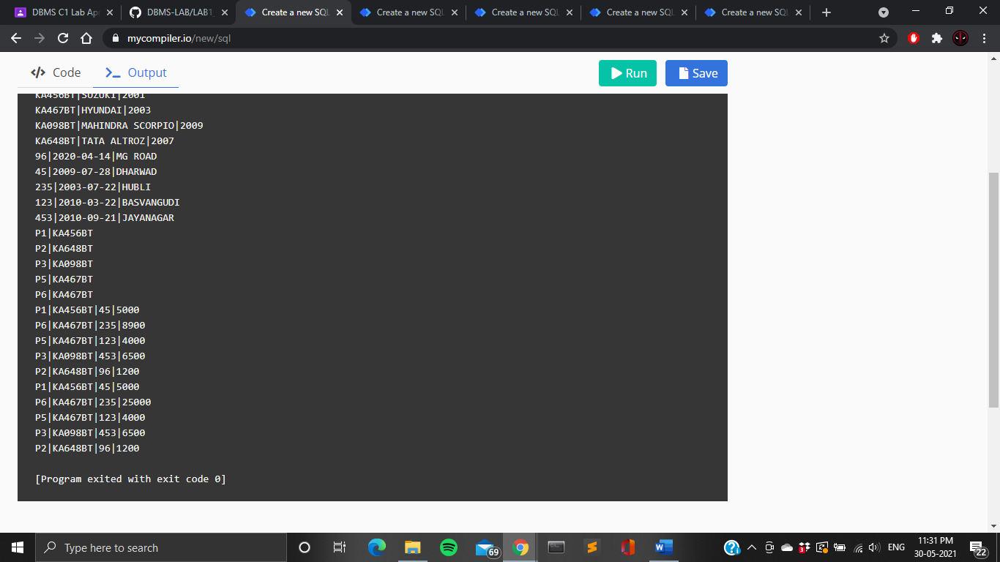 DBMS C1 Lab Ap
DBMS-LAB/LAB1
Create a new SQL
Create a new SQL
Create a new SQL
Create a new SQL
Create a new SQL
mycompiler.io/new/sql
Code
Output
Run
Save
KA456BT|SUZUKI|2001
KA467BT|HYUNDAI|2003
KA098BT|MAHINDRA SCORPIO|2009
KA648BT|TATA ALTROZ|2007
96|2020-04-14|MG ROAD
45|2009-07-28|DHARWAD
235|2003-07-22|HUBLI
123|2010-03-22|BASVANGUDI
453|2010-09-21|JAYANAGAR
P1|KA456BT
P2|KA648BT
P3|KA098BT
P5|KA467BT
P6|KA467BT
P1|KA456BT|45|5000
P6|KA467BT|235|8900
P5|KA467BT|123|4000
P3|KA098BT|453|6500
P2|KA648BT|96|1200
P1|KA456BT|45|5000
P6|KA467BT|235|25000
P5|KA467BT|123|4000
P3|KA098BT|453|6500
P2|KA648BT|96|1200
[Program exited with exit code 0]
Type here to search
69
3
ENG
11:31 PM
30-05-2021
22